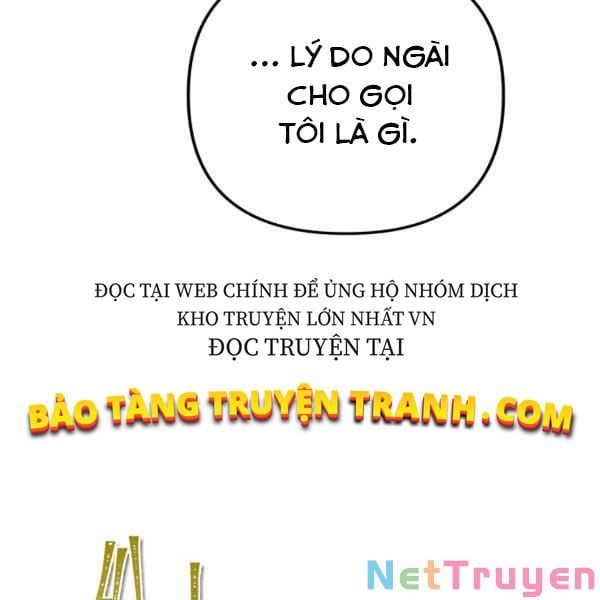 ... LÝ DO NGÀI
CHO GỌI
TÔI LÀ GÌ.
ĐỌC TẠI WEB CHÍNH ĐỂ ỦNG HỘ NHÓM DỊCH
KHO TRUYỆN LỚN NHẤT VN
ĐỌC TRUYỆN TẠI
BẢO TÀNG TRUYỆN TRANH.COM
NetTruyen